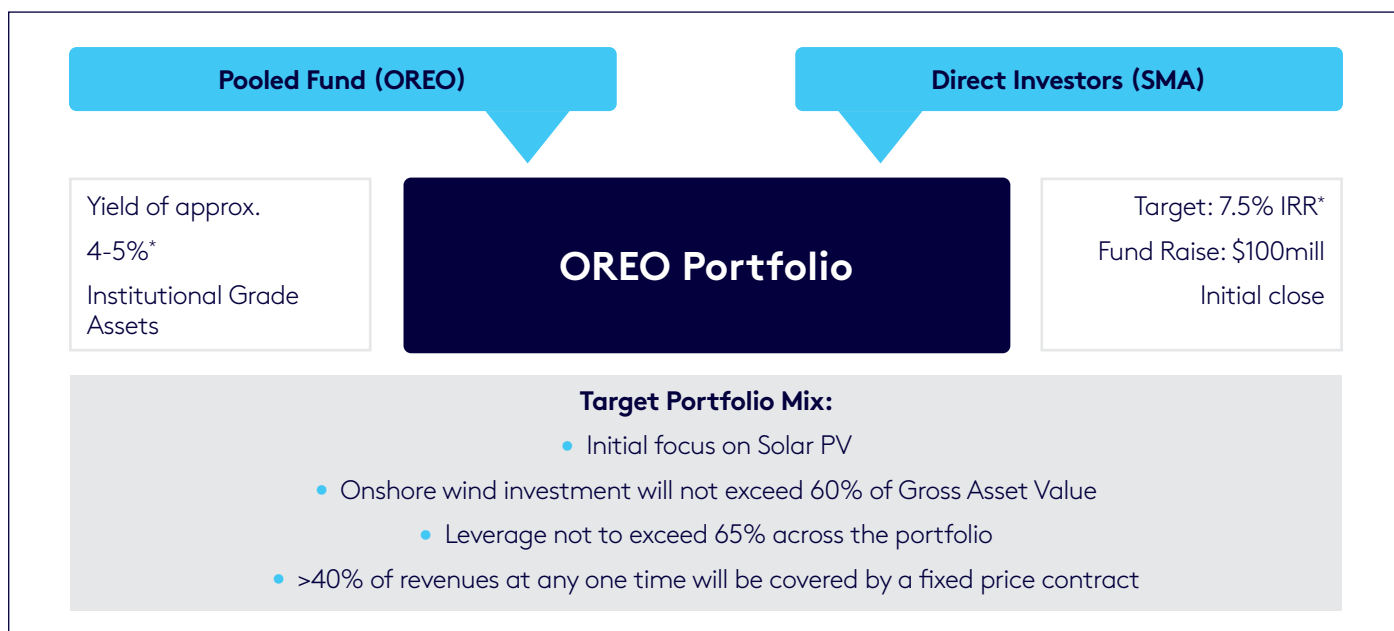 Pooled Fund (OREO)
Direct Investors (SMA)
Yield of approx.
4-5%*
Institutional Grade
Assets
OREO Portfolio
Target: 7.5% IRR*
Fund Raise: $100mill
Initial close
Target Portfolio Mix:
• Initial focus on Solar PV
• Onshore wind investment will not exceed 60% of Gross Asset Value
• Leverage not to exceed 65% across the portfolio
• >40% of revenues at any one time will be covered by a fixed price contract